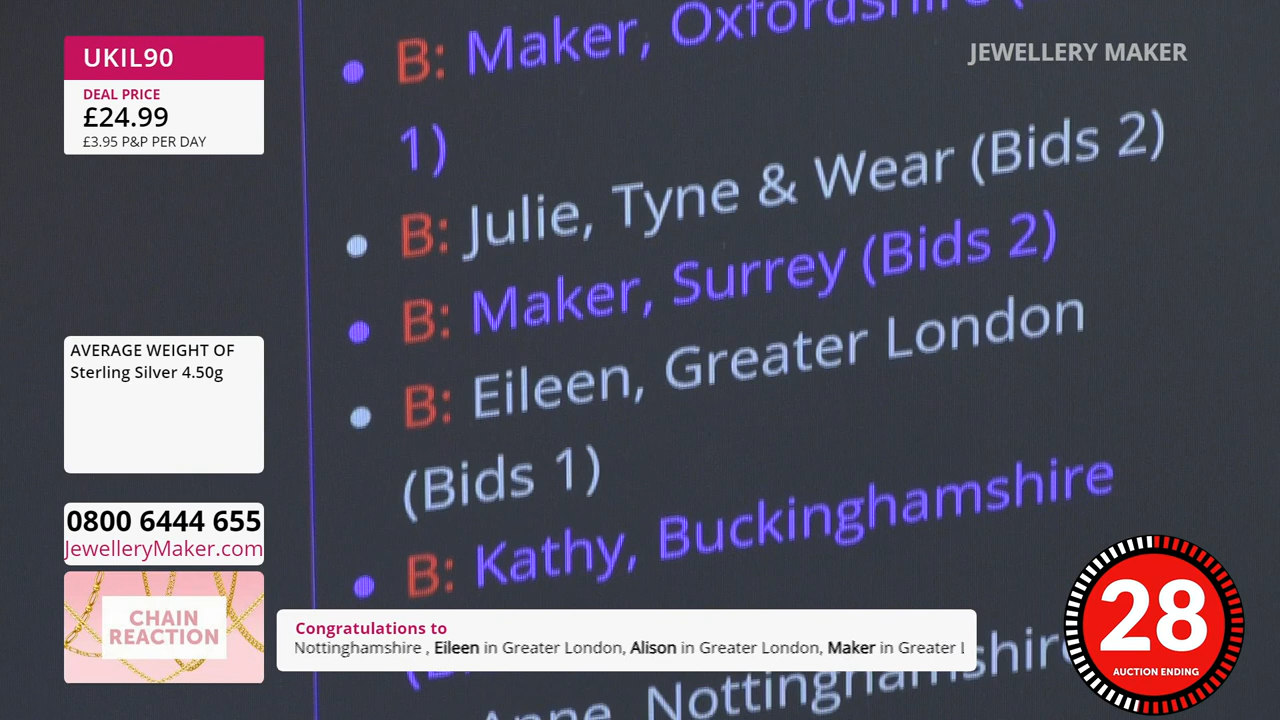 UKIL90
DEAL PRICE
£24.99
£3.95 P&P PER DAY
AVERAGE WEIGHT OF
Sterling Silver 4.50g
0800 6444 655
JewelleryMaker.com
CHAIN
REACTION
JEWELLERY MAKER
B: Maker, Oxfordshire (
1)
B: Julie, Tyne & Wear (Bids 2)
B: Maker, Surrey (Bids 2)
B: Eileen, Greater London
(Bids 1)
B: Kathy, Buckinghamshire
Anne, Nottinghamshire
Congratulations to
Nottinghamshire , Eileen in Greater London, Alison in Greater London, Maker in Greater
28
AUCTION ENDING